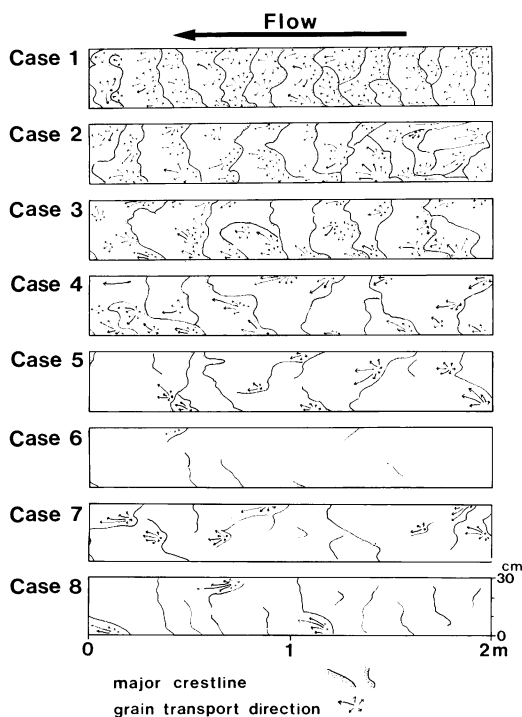 Flow
Case 1
Case 2
Case 3
Case 4
Case 5
Case 6
Case 7
Case 8
cm
30
0
0 1 2m
major crestline
grain transport direction